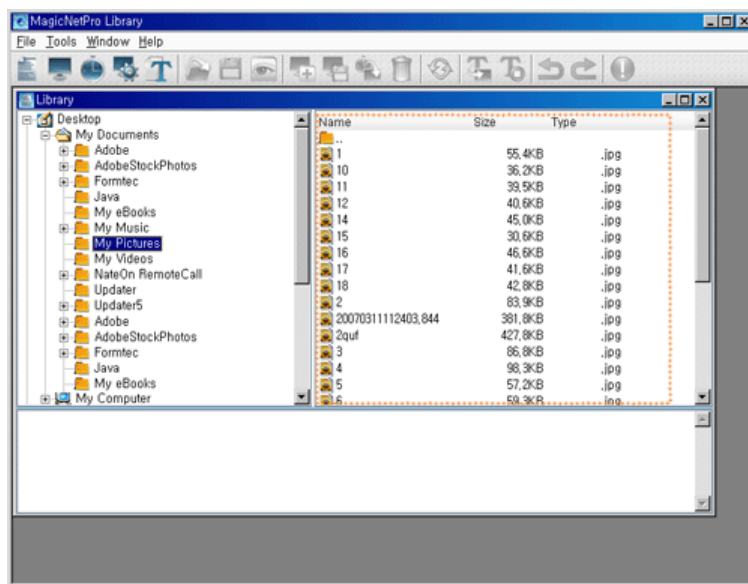 MagicNetPro Library
File Tools Window Help
Library
Desktop
My Documents
Adobe
AdobeStockPhotos
Formtec
Java
My eBooks
My Music
My Pictures
My Videos
NateOn RemoteCall
Updater
Updater5
Adobe
AdobeStockPhotos
Formtec
Java
My eBooks
My Computer
Name Size Type
..
1 55,4KB .jpg
10 36,2KB .jpg
11 39,5KB .jpg
12 40,6KB .jpg
14 45,0KB .jpg
15 30,6KB .jpg
16 46,6KB .jpg
17 41,6KB .jpg
18 42,8KB .jpg
2 83,9KB .jpg
20070311112403,844 381,8KB .jpg
2quf 427,8KB .jpg
3 86,8KB .jpg
4 98,3KB .jpg
5 57,2KB .jpg
6 59,3KB .jpg